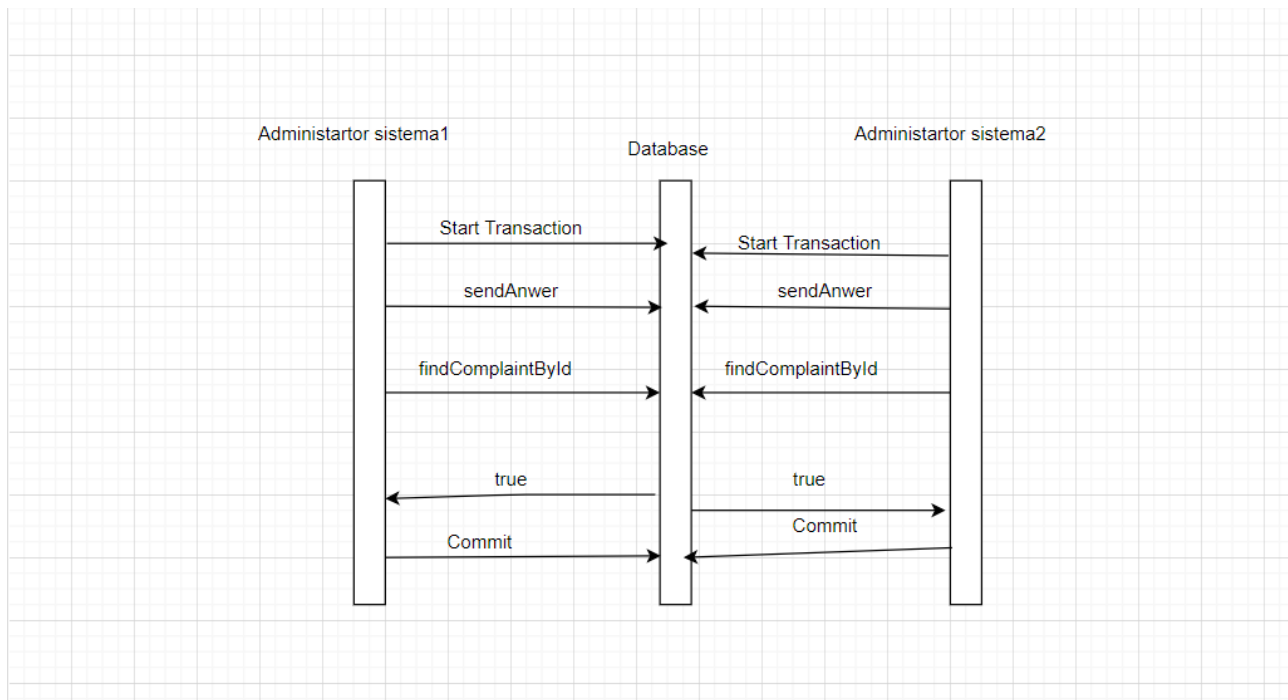 Administartor sistema1
Database
Administartor sistema2
Start Transaction
Start Transaction
sendAnwer
sendAnwer
findComplaintById
findComplaintById
true
true
Commit
Commit